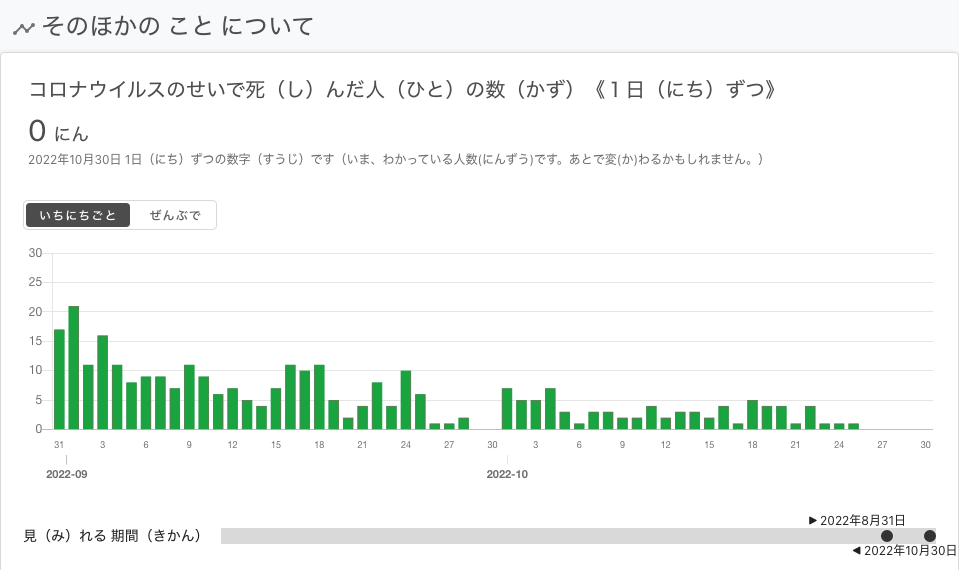 そのほかの こと について
コロナウイルスのせいで死（し）んだ人（ひと）の数（かず）《１日（にち）ずつ》
0 にん
2022年10月30日 1日（にち）ずつの数字（すうじ）です（いま、わかっている人数(にんずう)です。あとで変(か)わるかもしれません。）
いちにちごと ぜんぶで
30
25
20
15
10
5
0
31 3 6 9 12 15 18 21 24 27 30 3 6 9 12 15 18 21 24 27 30
2022-09 2022-10
▶ 2022年8月31日
見（み）れる 期間（きかん）
◀ 2022年10月30日